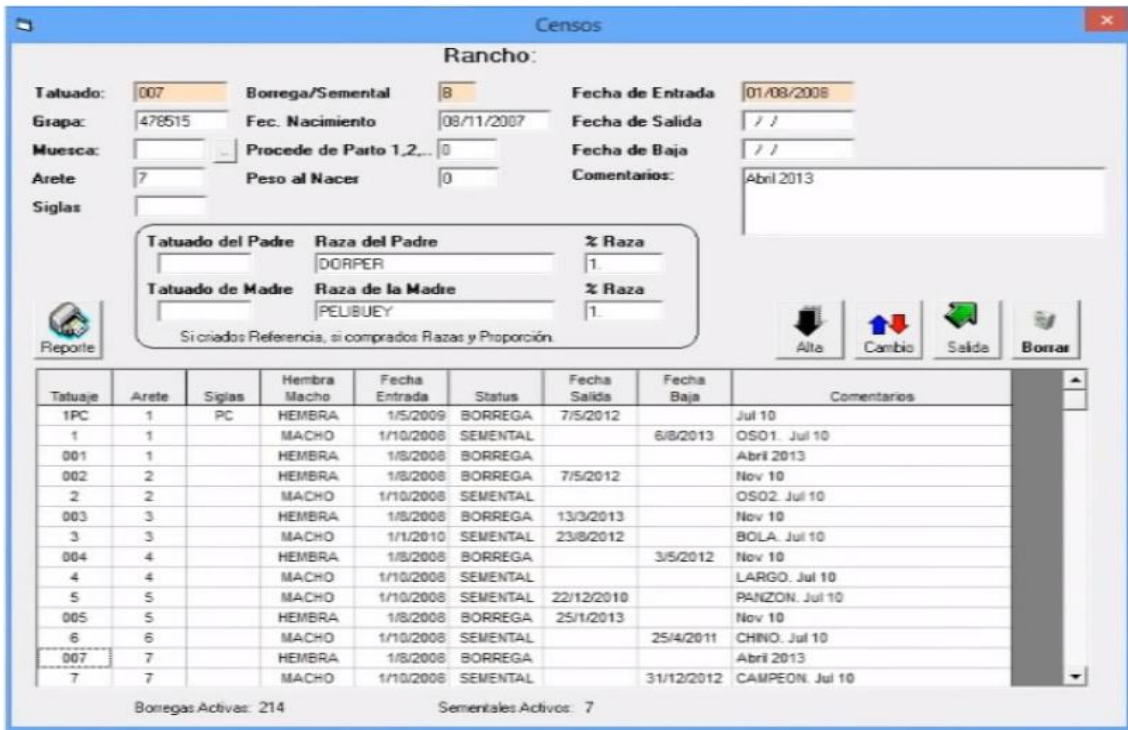 Censos
Rancho:
Tatuado: 007 Borrega/Semental B Fecha de Entrada 01/08/2008
Grapa: 478515 Fec. Nacimiento 08/11/2007 Fecha de Salida / /
Muesca: ... Procede de Parto 1,2,.. 0 Fecha de Baja / /
Arete 7 Peso al Nacer 0 Comentarios: Abril 2013
Siglas
Tatuado del Padre Raza del Padre % Raza
DORPER 1.
Tatuado de Madre Raza de la Madre % Raza
PELIBUEY 1.
Si criados Referencia, si comprados Razas y Proporción.
Reporte Alta Cambio Salida Borrar
Tatuaje Arete Siglas Hembra Macho Fecha Entrada Status Fecha Salida Fecha Baja Comentarios
1PC 1 PC HEMBRA 1/5/2009 BORREGA 7/5/2012 Jul 10
1 1 MACHO 1/10/2008 SEMENTAL 6/8/2013 OSO1. Jul 10
001 1 HEMBRA 1/8/2008 BORREGA Abril 2013
002 2 HEMBRA 1/8/2008 BORREGA 7/5/2012 Nov 10
2 2 MACHO 1/10/2008 SEMENTAL OSO2. Jul 10
003 3 HEMBRA 1/8/2008 BORREGA 13/3/2013 Nov 10
3 3 MACHO 1/1/2010 SEMENTAL 23/8/2012 BOLA. Jul 10
004 4 HEMBRA 1/8/2008 BORREGA 3/5/2012 Nov 10
4 4 MACHO 1/10/2008 SEMENTAL LARGO. Jul 10
5 5 MACHO 1/10/2008 SEMENTAL 22/12/2010 PANZON. Jul 10
005 5 HEMBRA 1/8/2008 BORREGA 25/1/2013 Nov 10
6 6 MACHO 1/10/2008 SEMENTAL 25/4/2011 CHINO. Jul 10
007 7 HEMBRA 1/8/2008 BORREGA Abril 2013
7 7 MACHO 1/10/2008 SEMENTAL 31/12/2012 CAMPEON. Jul 10
Borregas Activas: 214 Sementales Activos: 7